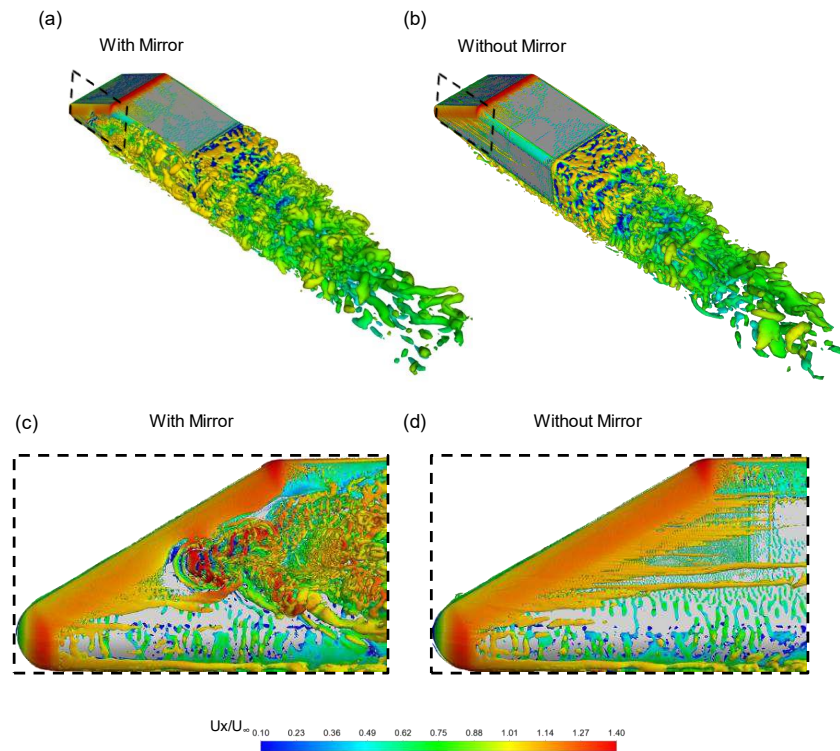 (a)
With Mirror
(b)
Without Mirror
(c)
With Mirror
(d)
Without Mirror
Ux/U∞ 0.10 0.23 0.36 0.49 0.62 0.75 0.88 1.01 1.14 1.27 1.40